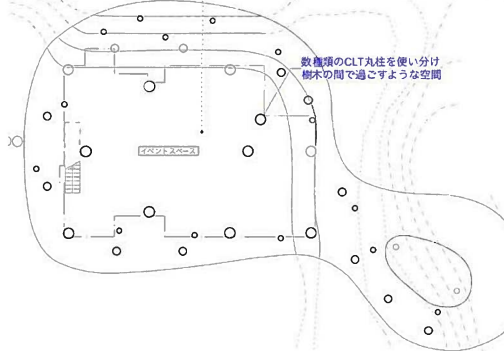 数種類のCLT丸柱を使い分け
樹木の間で過ごすような空間
イベントスペース